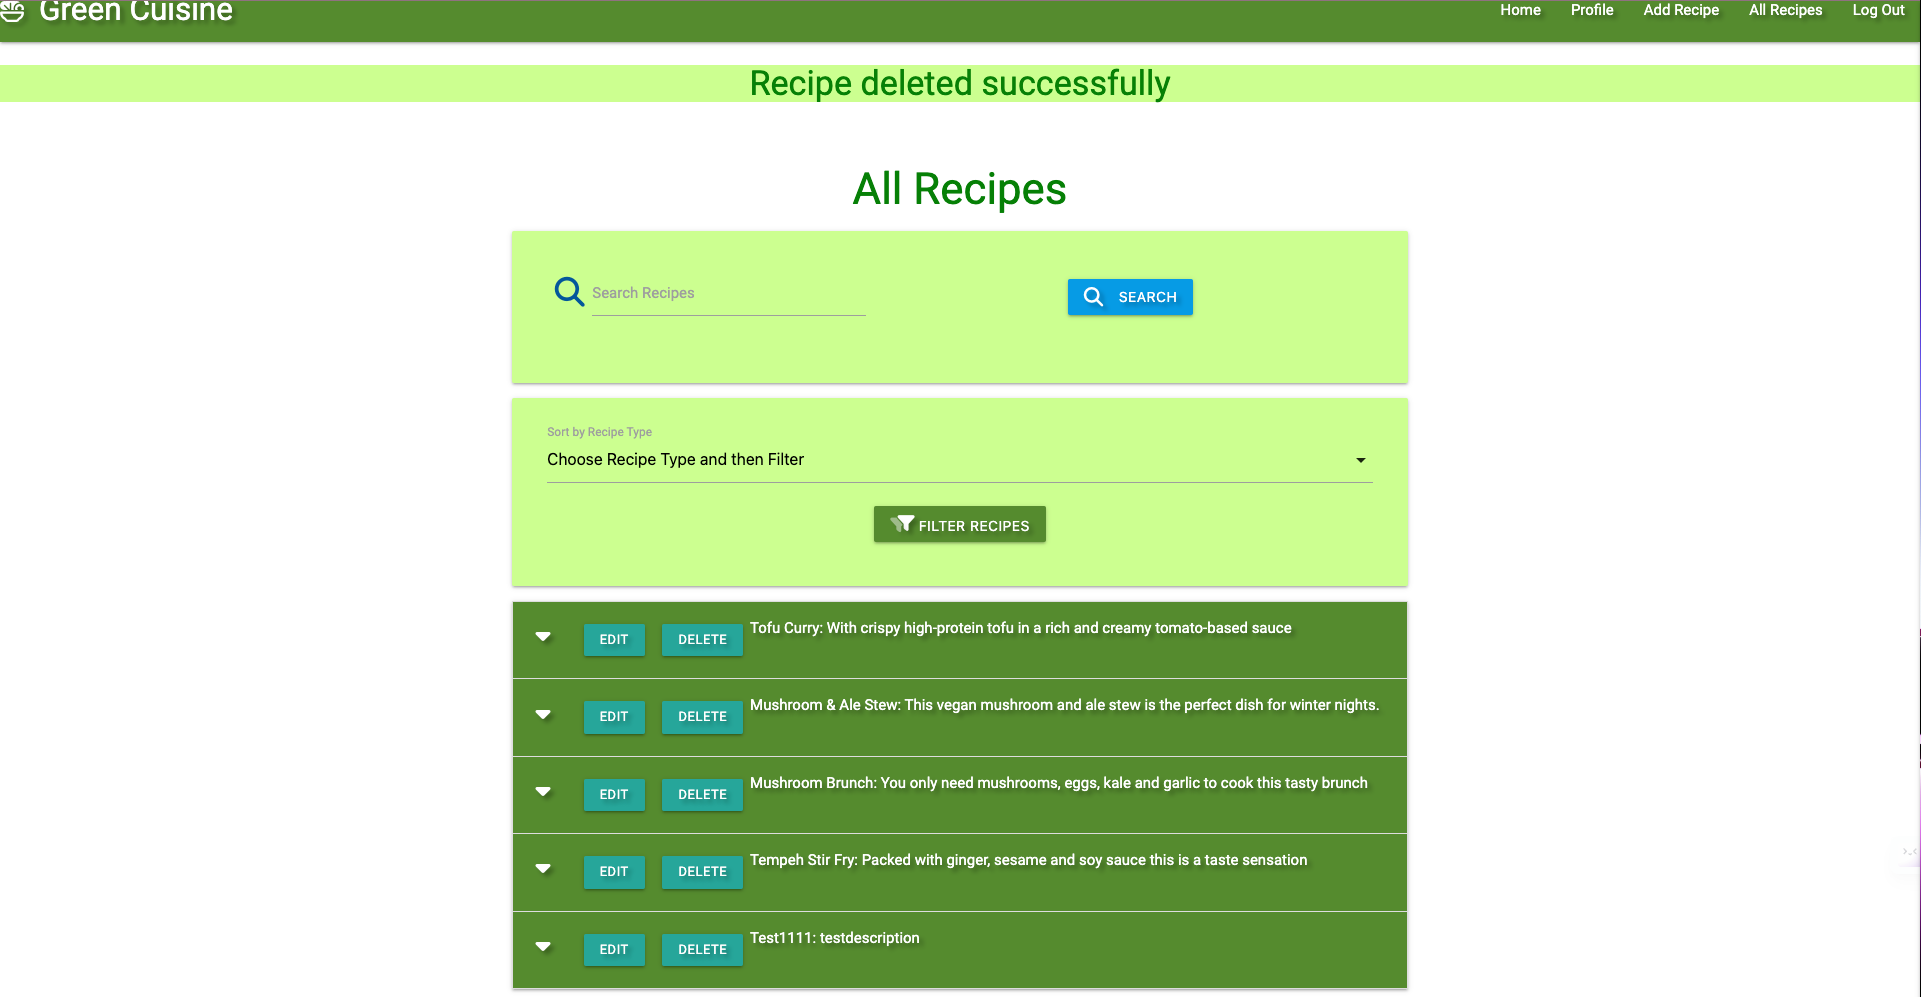 Green Cuisine
Home Profile Add Recipe All Recipes Log Out
Recipe deleted successfully
All Recipes
Search Recipes
SEARCH
Sort by Recipe Type
Choose Recipe Type and then Filter
FILTER RECIPES
EDIT DELETE Tofu Curry: With crispy high-protein tofu in a rich and creamy tomato-based sauce
EDIT DELETE Mushroom & Ale Stew: This vegan mushroom and ale stew is the perfect dish for winter nights.
EDIT DELETE Mushroom Brunch: You only need mushrooms, eggs, kale and garlic to cook this tasty brunch
EDIT DELETE Tempeh Stir Fry: Packed with ginger, sesame and soy sauce this is a taste sensation
EDIT DELETE Test1111: testdescription